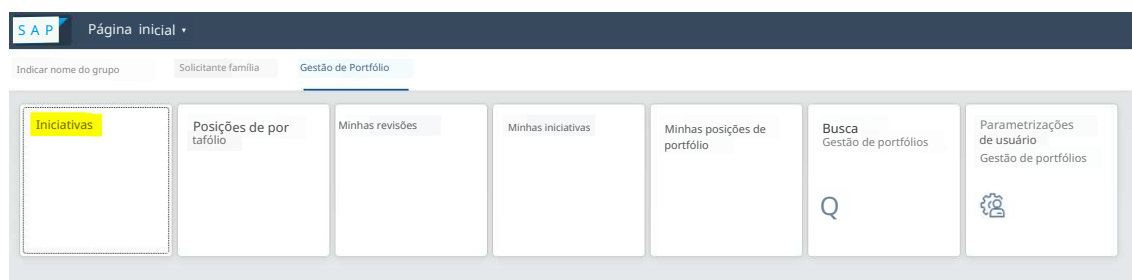 SAP Página inicial
Indicar nome do grupo Solicitante família Gestão de Portfólio
Iniciativas
Posições de por
tafólio
Minhas revisões
Minhas iniciativas
Minhas posições de
portfólio
Busca
Gestão de portfólios
Q
Parametrizações
de usuário
Gestão de portfólios